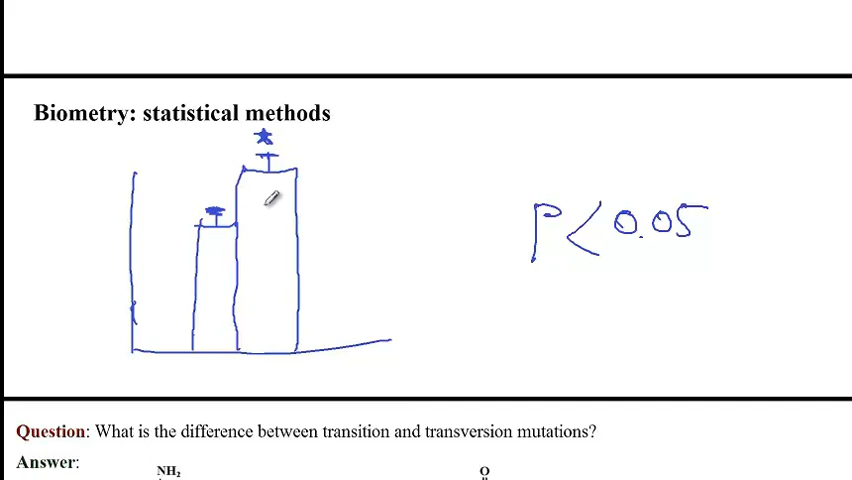 Biometry: statistical methods
P < 0.05
Question: What is the difference between transition and transversion mutations?
Answer:
NH₂
O